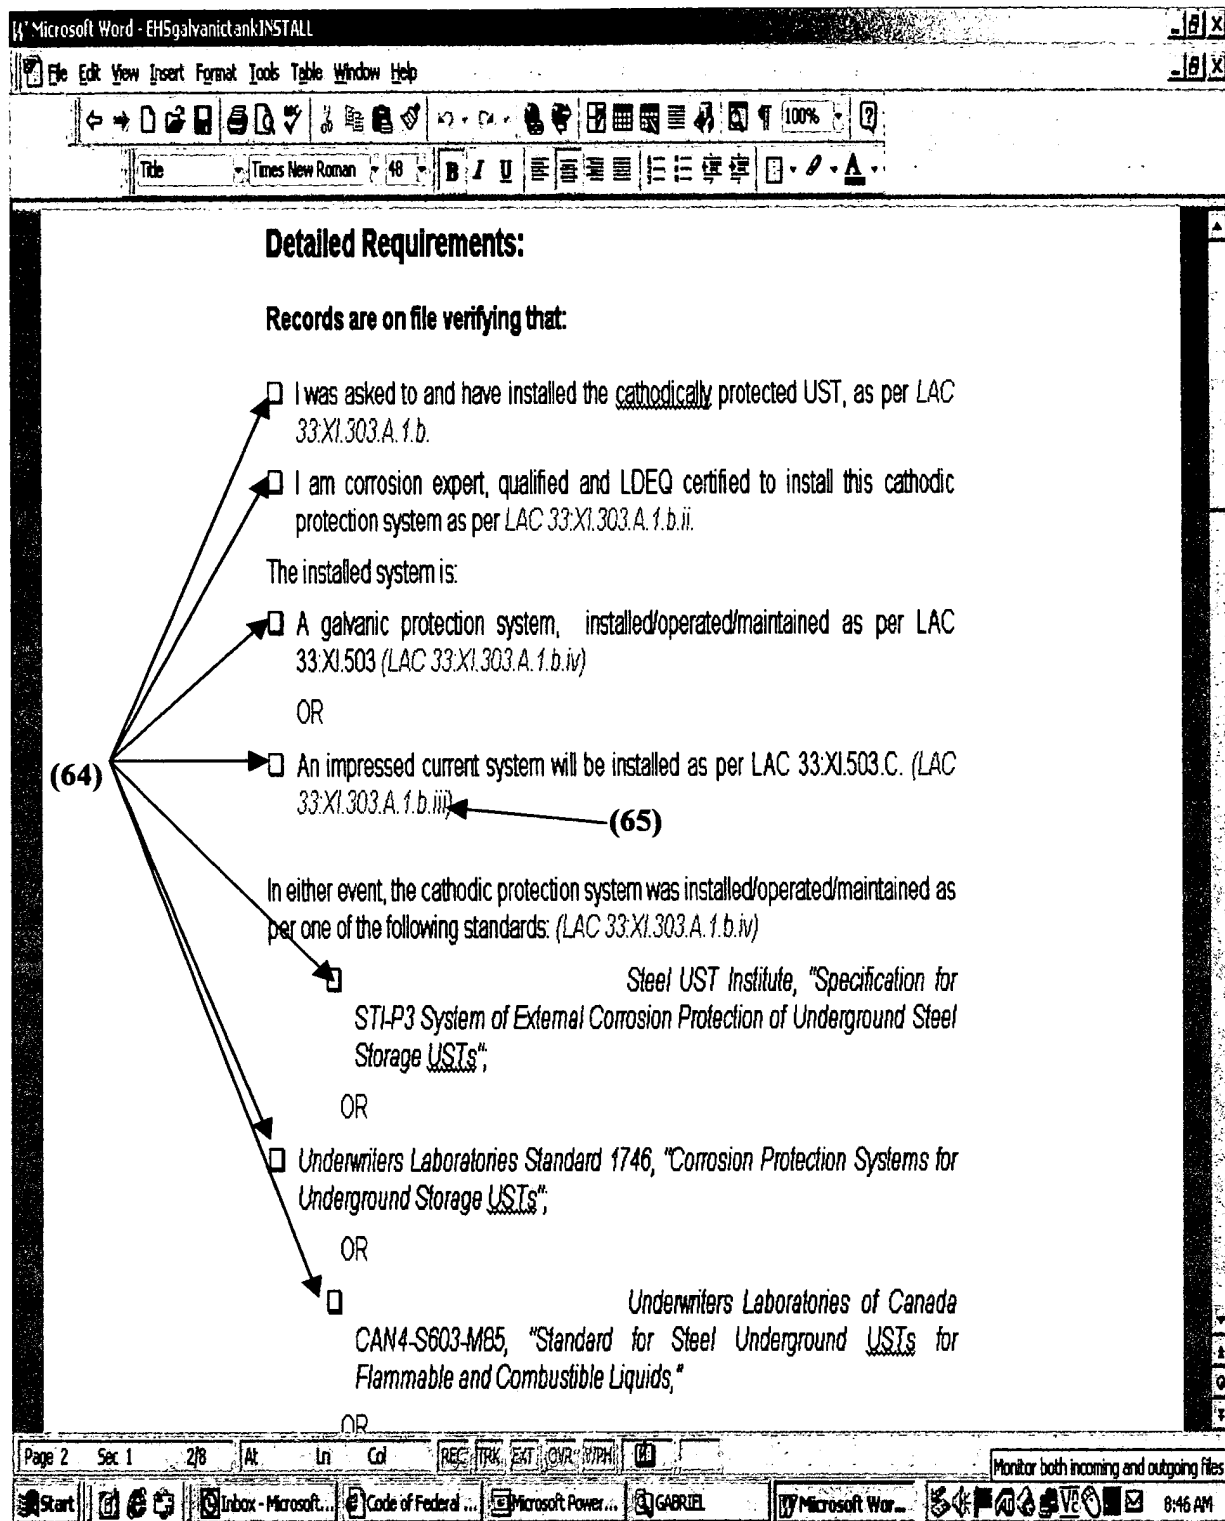 Microsoft Word - EHSgalvanictankINSTALL
File Edit View Insert Format Tools Table Window Help
100%
Title Times New Roman 48 B I U A
Detailed Requirements:
Records are on file verifying that:
I was asked to and have installed the cathodically protected UST, as per LAC
33:XI.303.A.1.b.
I am corrosion expert, qualified and LDEQ certified to install this cathodic
protection system as per LAC 33:XI.303.A.1.b.ii.
The installed system is:
A galvanic protection system, installed/operated/maintained as per LAC
33:XI.503 (LAC 33:XI.303.A.1.b.iv)
OR
(64)
An impressed current system will be installed as per LAC 33:XI.503.C. (LAC
33:XI.303.A.1.b.iii)
(65)
In either event, the cathodic protection system was installed/operated/maintained as
per one of the following standards: (LAC 33:XI.303.A.1.b.iv)
Steel UST Institute, "Specification for
STI-P3 System of External Corrosion Protection of Underground Steel
Storage USTs";
OR
Underwriters Laboratories Standard 1746, "Corrosion Protection Systems for
Underground Storage USTs";
OR
Underwriters Laboratories of Canada
CAN4-S603-M85, "Standard for Steel Underground USTs for
Flammable and Combustible Liquids,"
OR
Page 2 Sec 1 2/8 At Ln Col REC TRK EXT OVR WPH
Monitor both incoming and outgoing files
Start Inbox - Microsoft... Code of Federal ... Microsoft Power... GABRIEL Microsoft Wor... 8:46 AM